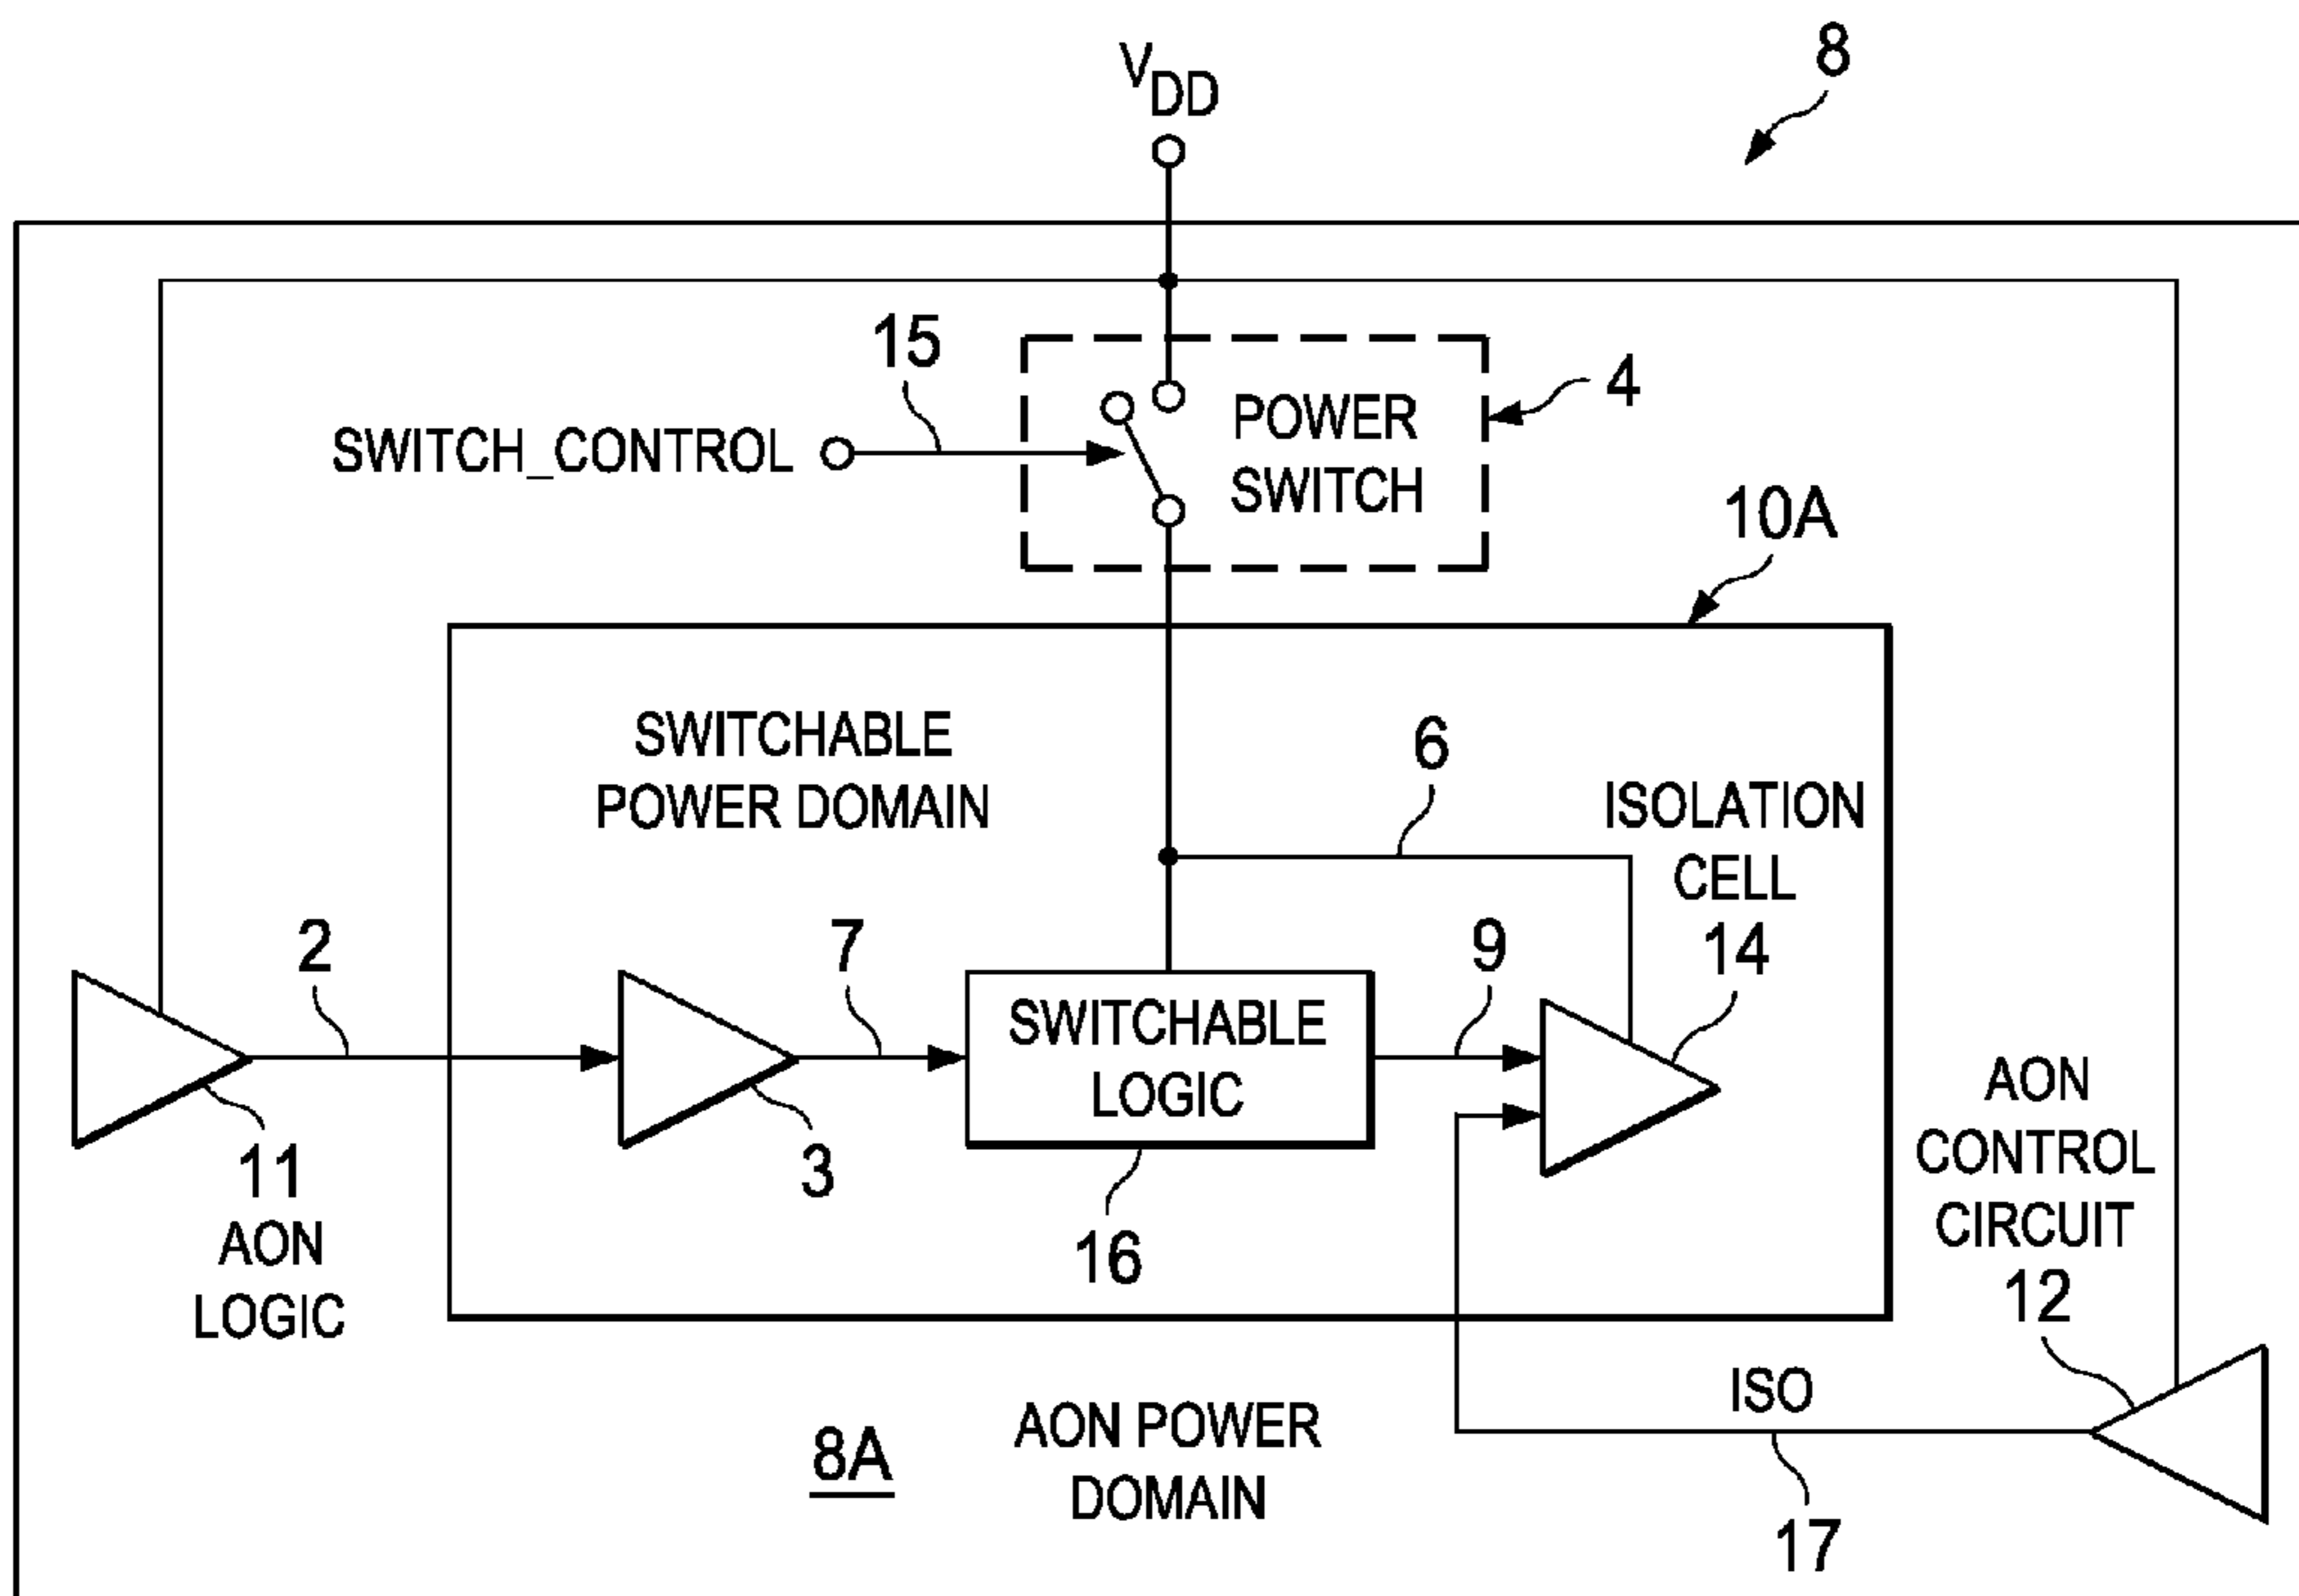 8
VDD
15
4
SWITCH_CONTROL
POWER
SWITCH
10A
SWITCHABLE
POWER DOMAIN
6
ISOLATION
CELL
14
2
7
9
SWITCHABLE
LOGIC
11
AON
LOGIC
3
16
AON
CONTROL
CIRCUIT
12
ISO
17
8A
AON POWER
DOMAIN